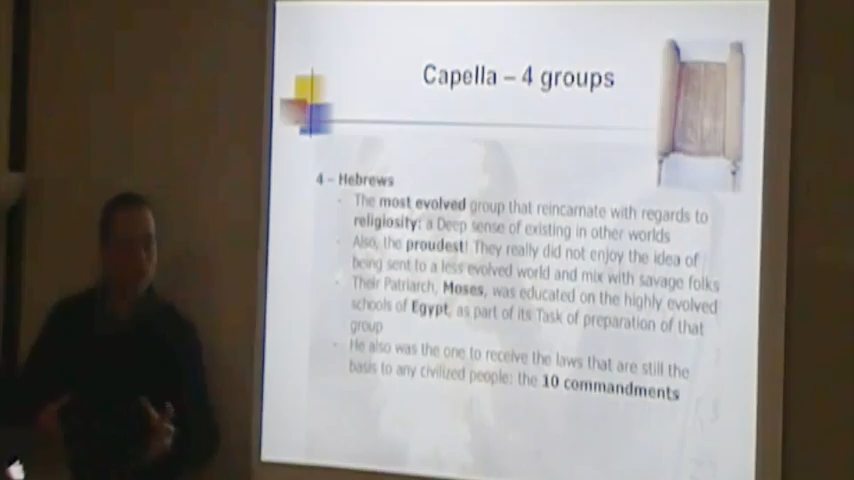 Capella – 4 groups
4 – Hebrews
- The most evolved group that reincarnate with regards to
religiosity: a Deep sense of existing in other worlds
- Also, the proudest! They really did not enjoy the idea of
being sent to a less evolved world and mix with savage folks
- Their Patriarch, Moses, was educated on the highly evolved
schools of Egypt, as part of its Task of preparation of that
group
- He also was the one to receive the laws that are still the
basis to any civilized people: the 10 commandments